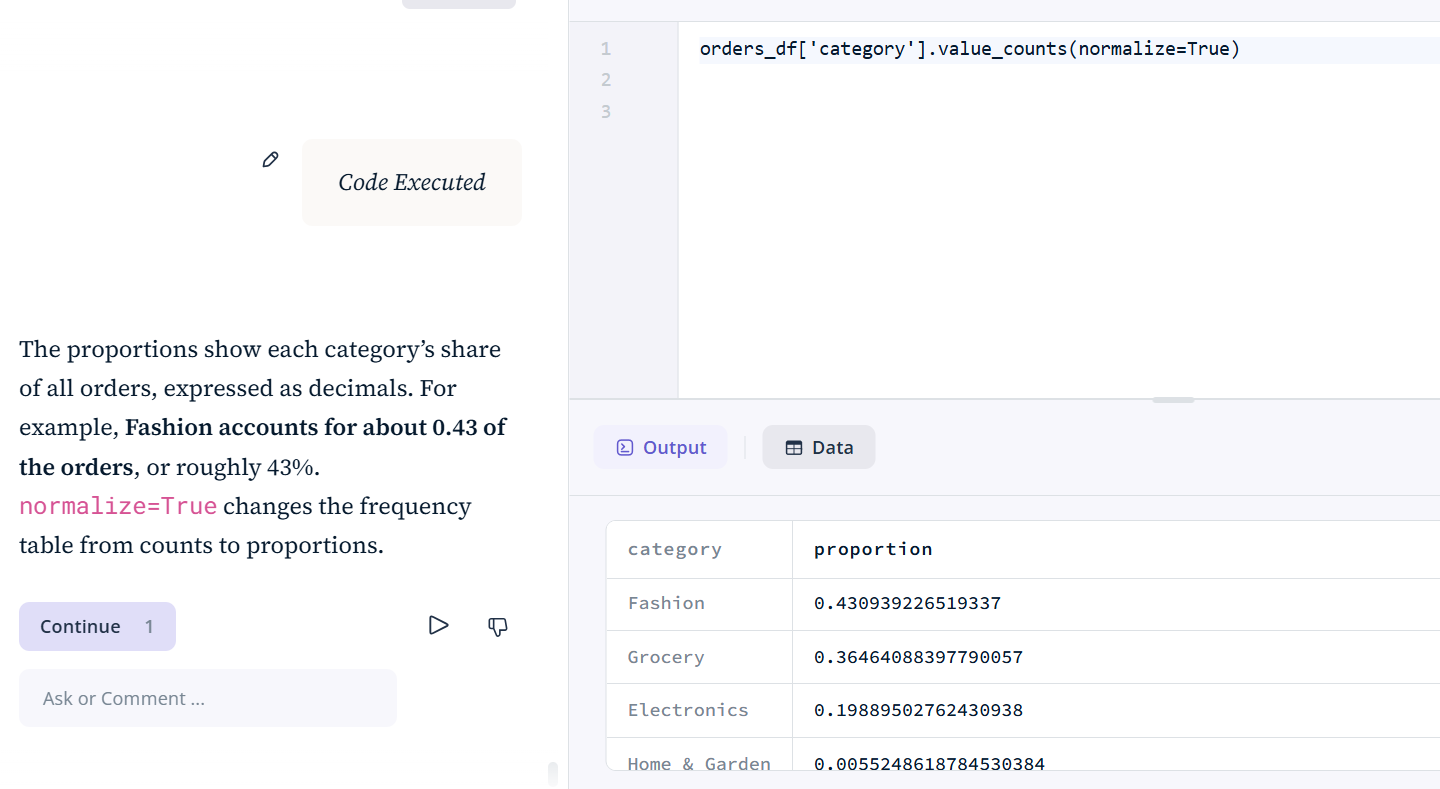 Code Executed
The proportions show each category’s share
of all orders, expressed as decimals. For
example, Fashion accounts for about 0.43 of
the orders, or roughly 43%.
normalize=True changes the frequency
table from counts to proportions.
Continue 1
Ask or Comment ...
1 orders_df['category'].value_counts(normalize=True)
2
3
Output Data
category proportion
Fashion 0.430939226519337
Grocery 0.36464088397790057
Electronics 0.19889502762430938
Home & Garden 0.0055248618784530384